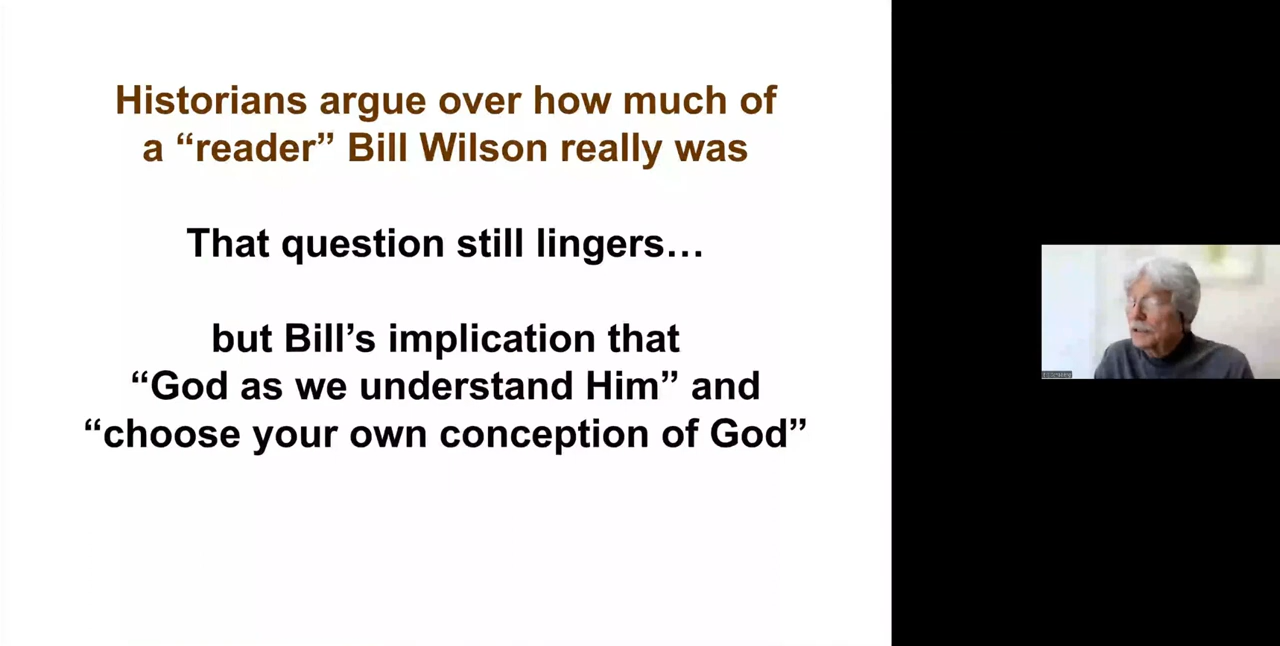 Historians argue over how much of
a “reader” Bill Wilson really was
That question still lingers…
but Bill’s implication that
“God as we understand Him” and
“choose your own conception of God”